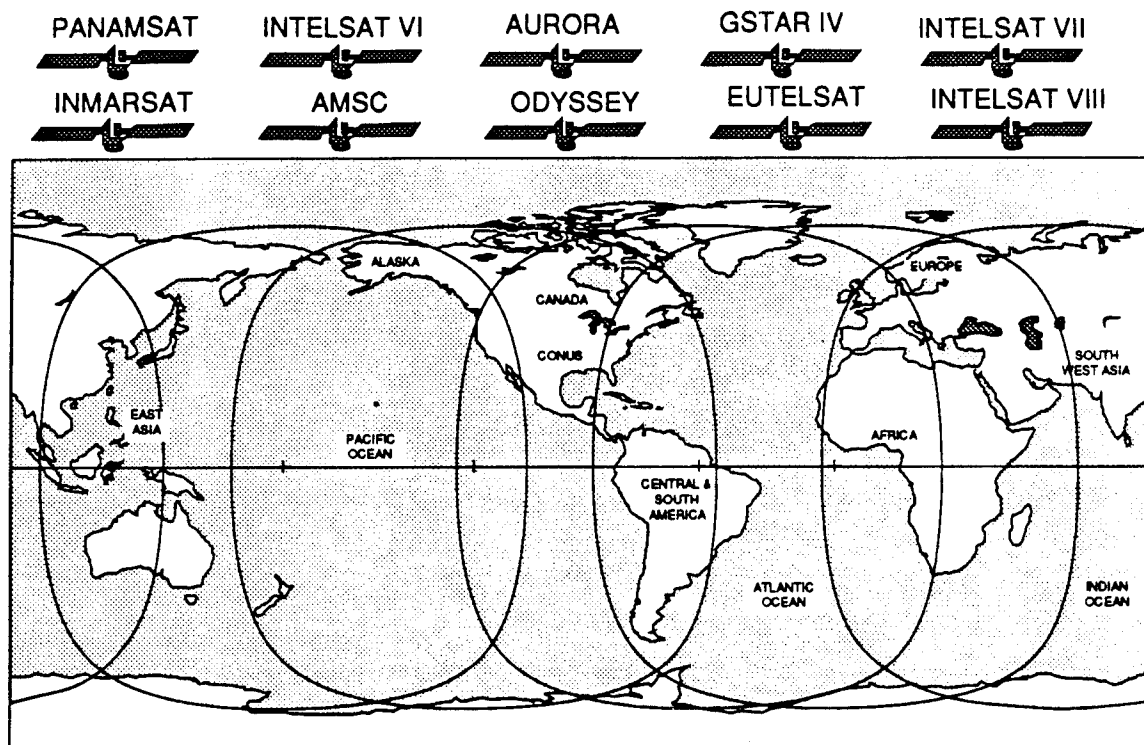 PANAMSAT INTELSAT VI AURORA GSTAR IV INTELSAT VII
INMARSAT AMSC ODYSSEY EUTELSAT INTELSAT VIII
ALASKA
EUROPE
CANADA
CONUS
SOUTH
WEST ASIA
EAST
ASIA
PACIFIC
OCEAN
AFRICA
CENTRAL &
SOUTH
AMERICA
ATLANTIC
OCEAN
INDIAN
OCEAN